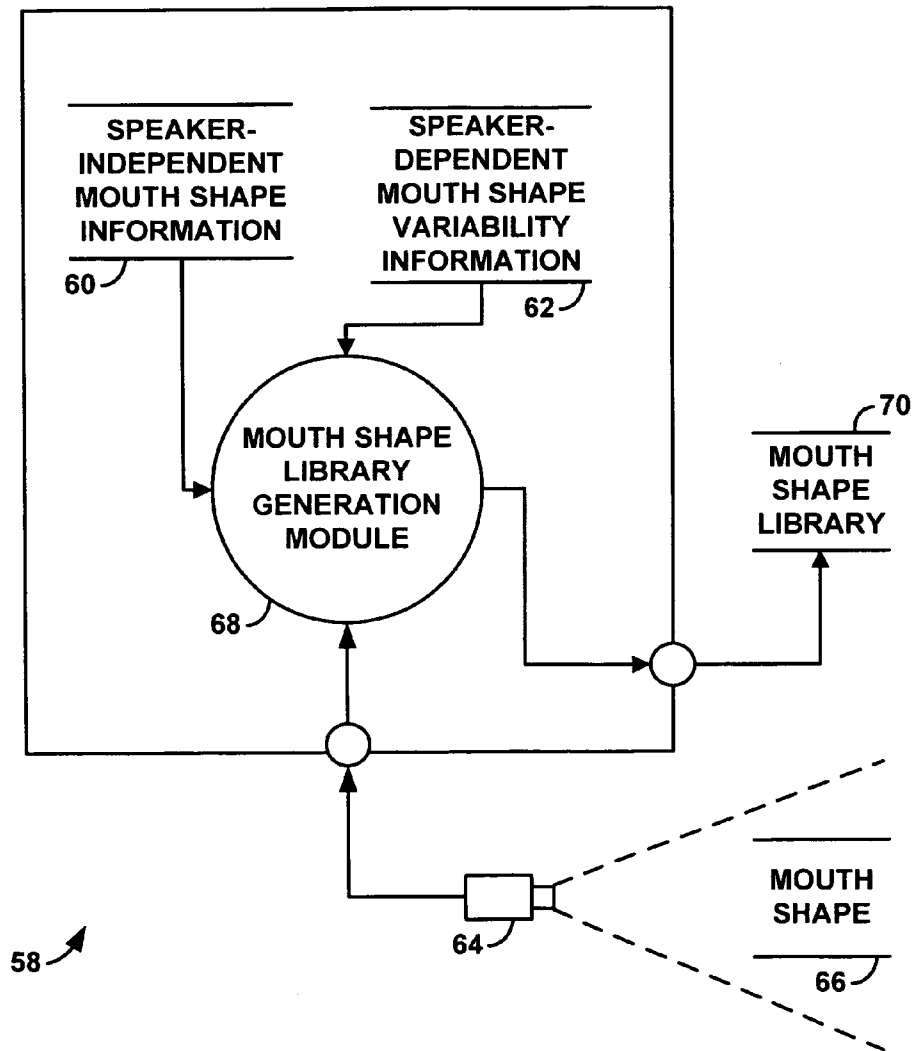 SPEAKER-
INDEPENDENT
MOUTH SHAPE
INFORMATION
60
SPEAKER-
DEPENDENT
MOUTH SHAPE
VARIABILITY
INFORMATION
62
MOUTH SHAPE
LIBRARY
GENERATION
MODULE
68
70
MOUTH
SHAPE
LIBRARY
64
MOUTH
SHAPE
66
58